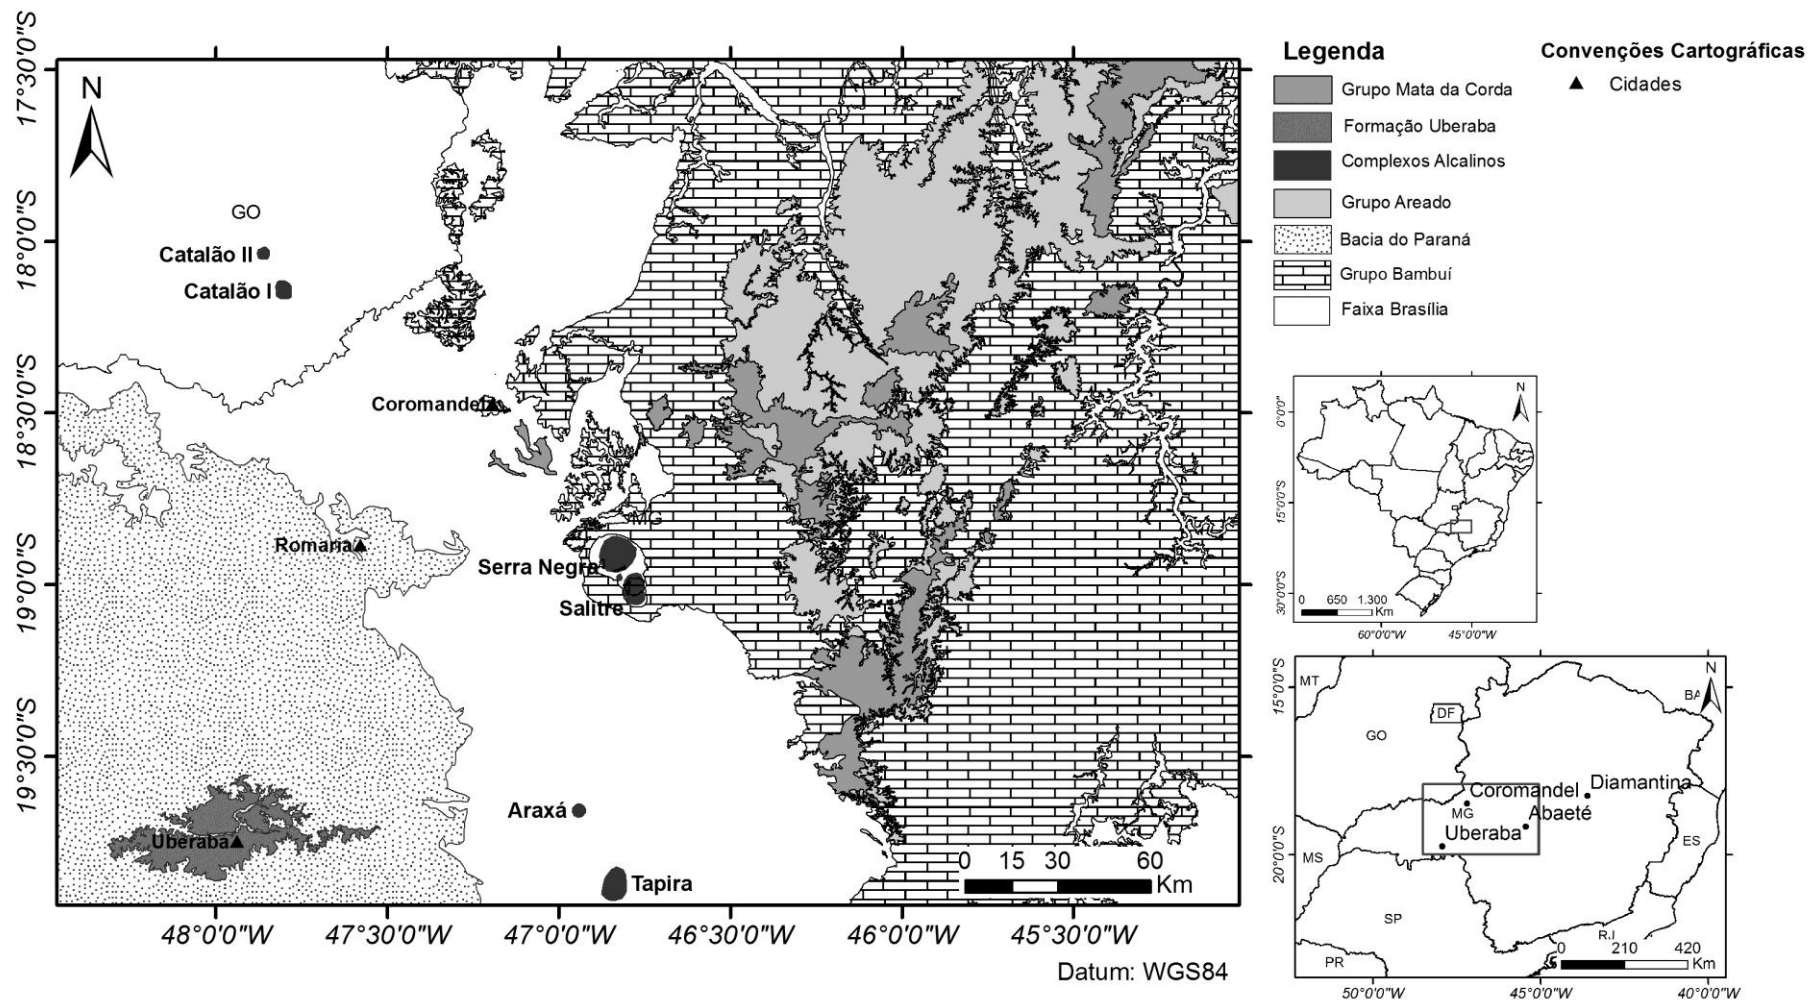 17°30'0"S
18°0'0"S
18°30'0"S
19°0'0"S
19°30'0"S
N
GO
Catalão II
Catalão I
Coromandel
MG
Romaria
Serra Negra
Salitre
Araxá
Uberaba
Tapira
0 15 30 60
Km
48°0'0"W 47°30'0"W 47°0'0"W 46°30'0"W 46°0'0"W 45°30'0"W
Datum: WGS84
Legenda
Grupo Mata da Corda
Formação Uberaba
Complexos Alcalinos
Grupo Areado
Bacia do Paraná
Grupo Bambuí
Faixa Brasília
Convenções Cartográficas
Cidades
N
0°0'0"
15°0'0"S
30°0'0"S
0 650 1.300
Km
60°0'0"W 45°0'0"W
N
15°0'0"S
20°0'0"S
MT
BA
DF
GO
Diamantina
Coromandel
MG
Abaeté
Uberaba
ES
MS
SP
RJ
PR
0 210 420
Km
50°0'0"W 45°0'0"W 40°0'0"W